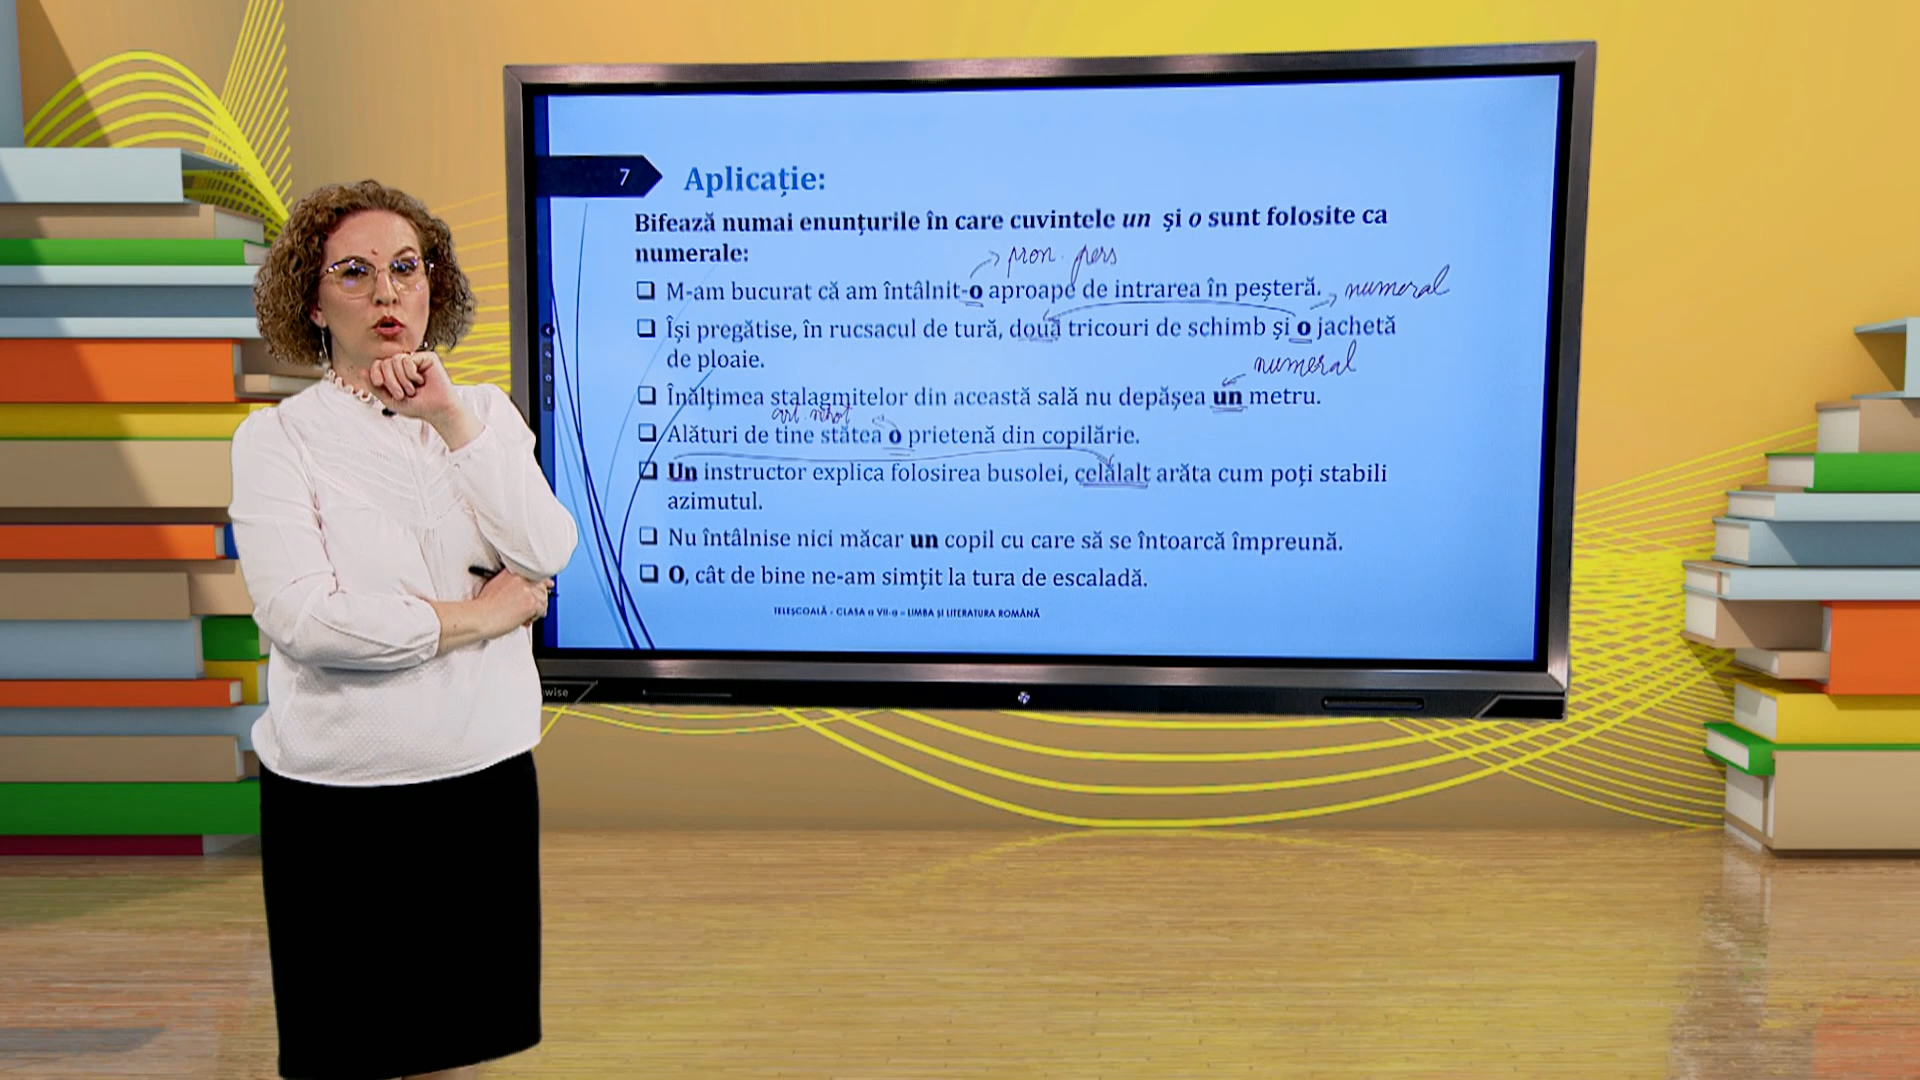 7
Aplicație:
Bifează numai enunțurile în care cuvintele un și o sunt folosite ca
numerale:
pron. pers
❑ M-am bucurat că am întâlnit-o aproape de intrarea în peșteră.
numeral
❑ Își pregătise, în rucsacul de tură, două tricouri de schimb și o jachetă
de ploaie.
numeral
❑ Înălțimea stalagmitelor din această sală nu depășea un metru.
art. nehot
❑ Alături de tine stătea o prietenă din copilărie.
❑ Un instructor explica folosirea busolei, celălalt arăta cum poți stabili
azimutul.
❑ Nu întâlnise nici măcar un copil cu care să se întoarcă împreună.
❑ O, cât de bine ne-am simțit la tura de escaladă.
TELEȘCOALĂ - CLASA a VII-a – LIMBA ȘI LITERATURA ROMÂNĂ
wise